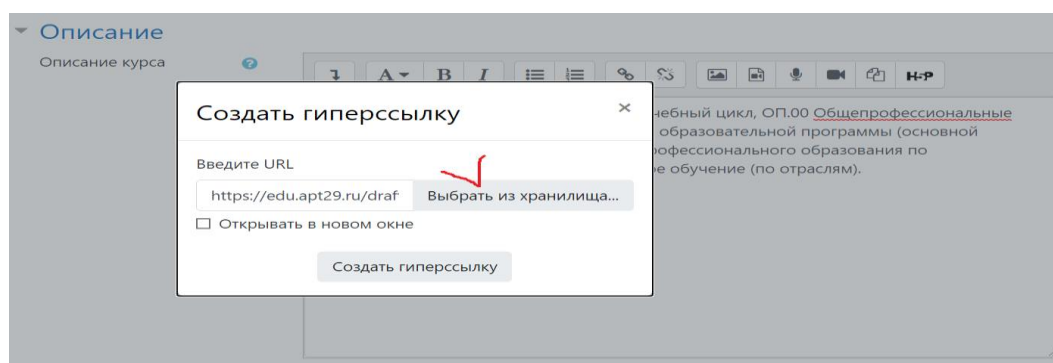 Описание
Описание курса
A B I H-P
Создать гиперссылку ×
чебный цикл, ОП.00 Общепрофессиональные
образовательной программы (основной
рофессионального образования по
е обучение (по отраслям).
Введите URL
https://edu.apt29.ru/draf Выбрать из хранилища...
Открывать в новом окне
Создать гиперссылку